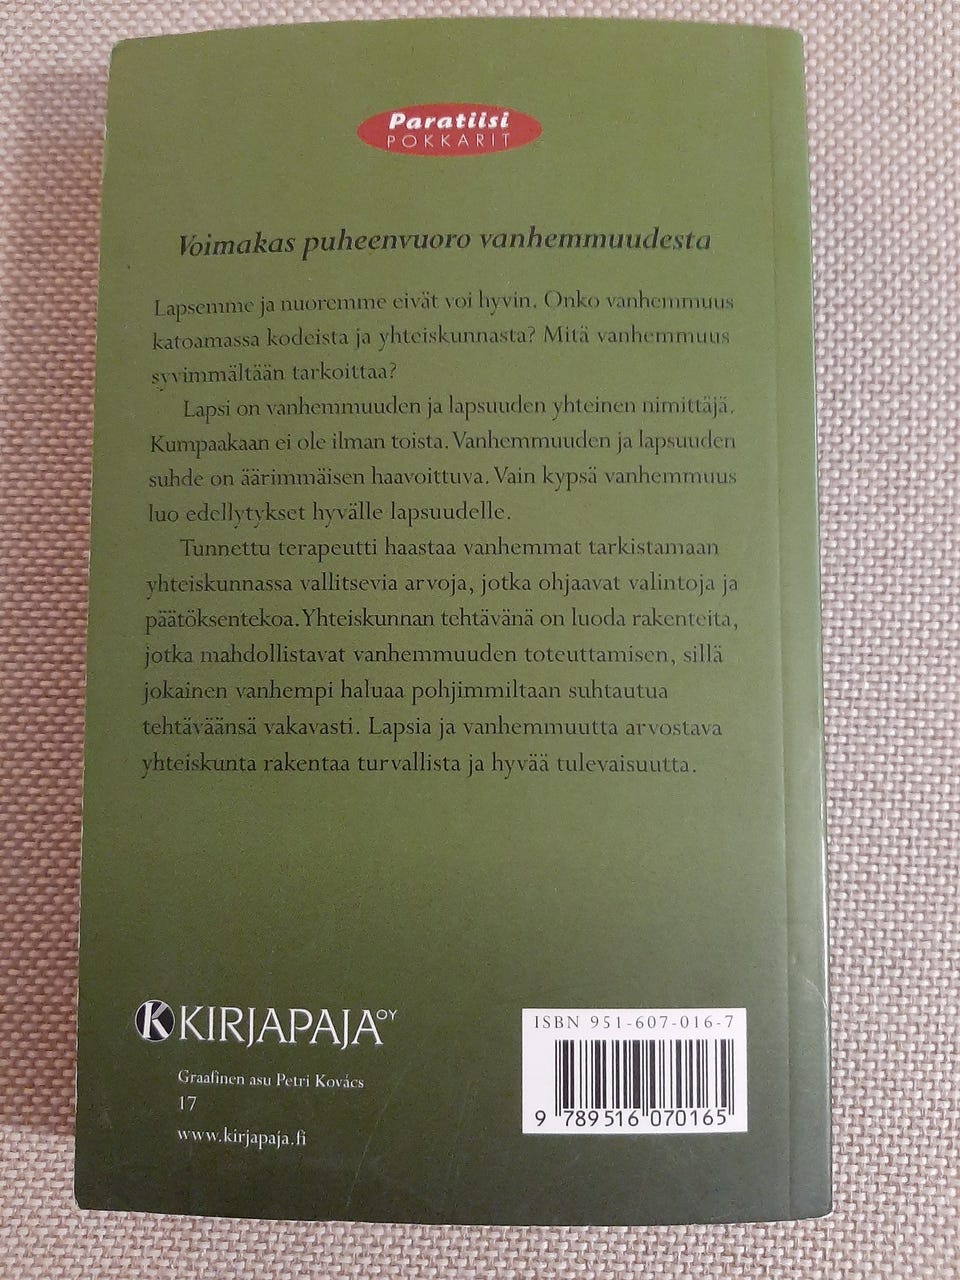 Paratiisi
POKKARIT
Voimakas puheenvuoro vanhemmuudesta
Lapsemme ja nuoremme eivät voi hyvin. Onko vanhemmuus
katoamassa kodeista ja yhteiskunnasta? Mitä vanhemmuus
syvimmältään tarkoittaa?
Lapsi on vanhemmuuden ja lapsuuden yhteinen nimittäjä.
Kumpaakaan ei ole ilman toista. Vanhemmuuden ja lapsuuden
suhde on äärimmäisen haavoittuva. Vain kypsä vanhemmuus
luo edellytykset hyvälle lapsuudelle.
Tunnettu terapeutti haastaa vanhemmat tarkistamaan
yhteiskunnassa vallitsevia arvoja, jotka ohjaavat valintoja ja
päätöksentekoa. Yhteiskunnan tehtävänä on luoda rakenteita,
jotka mahdollistavat vanhemmuuden toteuttamisen, sillä
jokainen vanhempi haluaa pohjimmiltaan suhtautua
tehtäväänsä vakavasti. Lapsia ja vanhemmuutta arvostava
yhteiskunta rakentaa turvallista ja hyvää tulevaisuutta.
K KIRJAPAJA OY
Graafinen asu Petri Kovács
17
www.kirjapaja.fi
ISBN 951-607-016-7
9 789516 070165